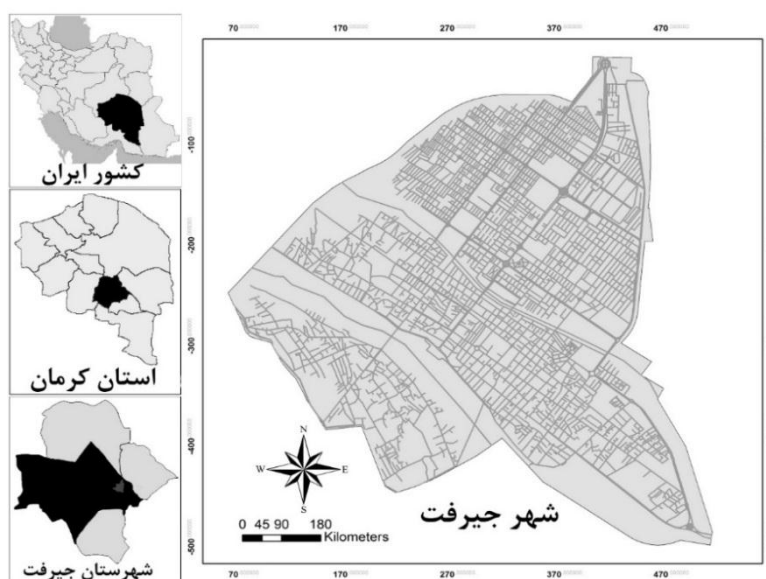 کشور ایران
استان کرمان
شهرستان جیرفت
70 170 270 370 470
-100
-200
-300
-400
-500
N
W E
S
شهر جیرفت
0 45 90 180
Kilometers
70 170 270 370 470